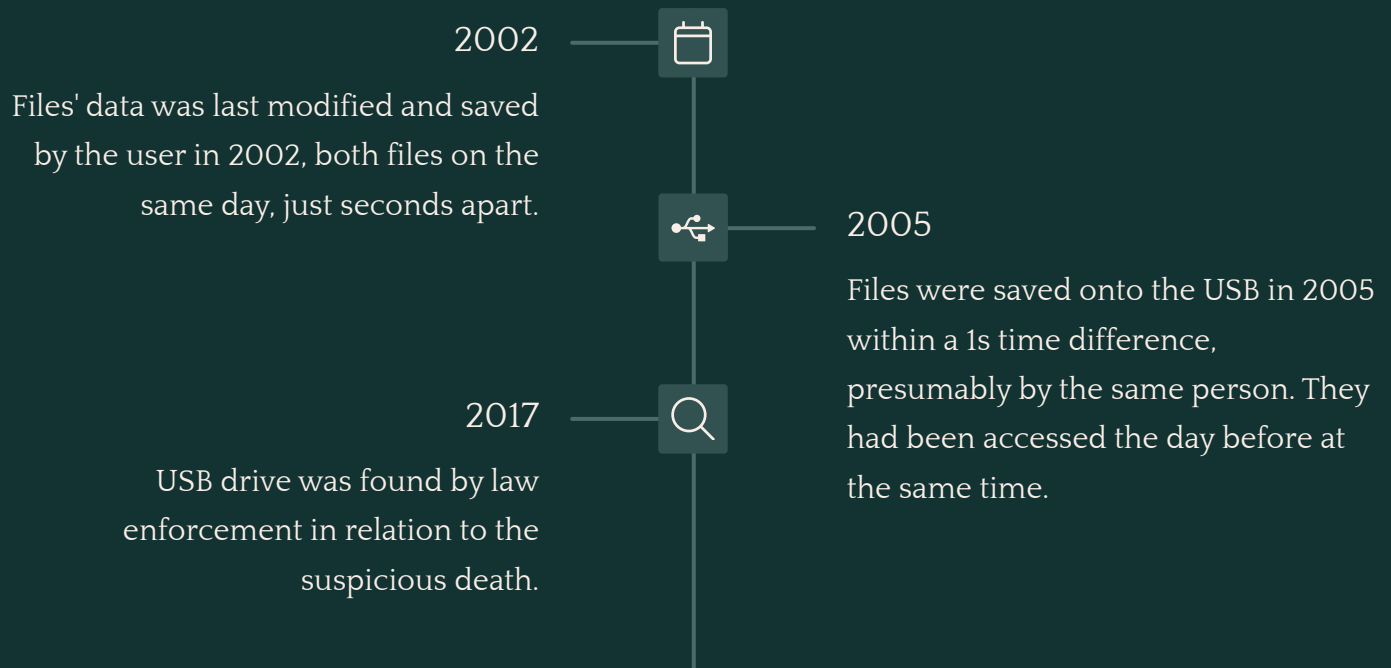 2002
Files' data was last modified and saved
by the user in 2002, both files on the
same day, just seconds apart.
2005
Files were saved onto the USB in 2005
within a 1s time difference,
presumably by the same person. They
had been accessed the day before at
the same time.
2017
USB drive was found by law
enforcement in relation to the
suspicious death.